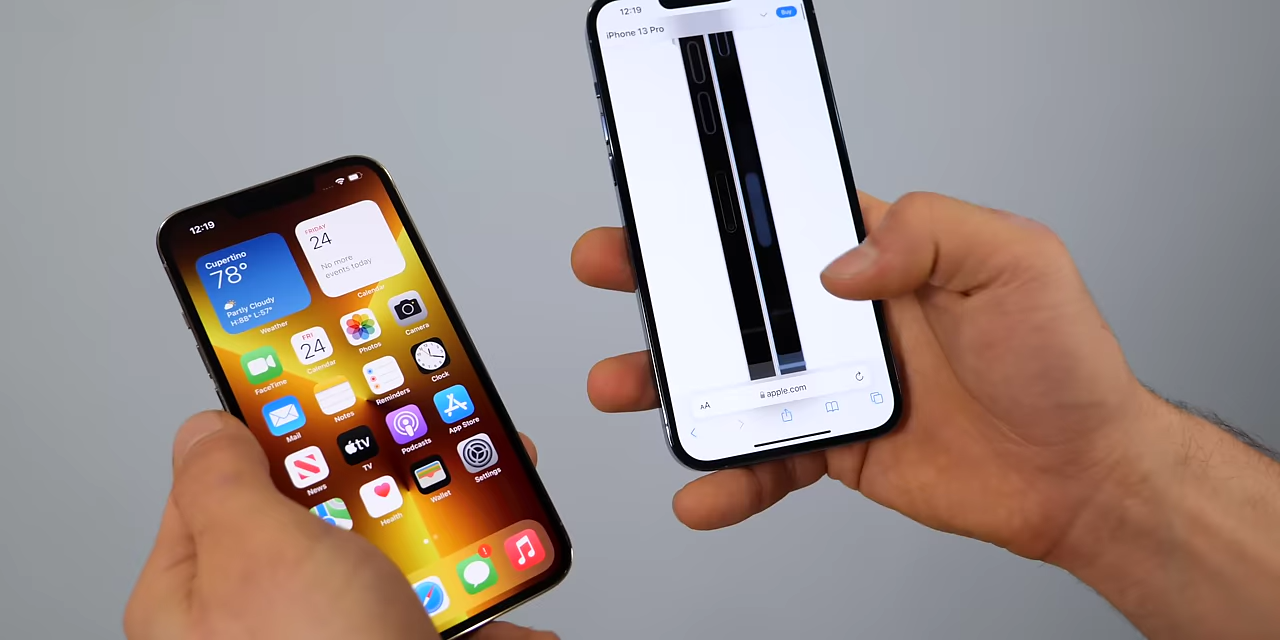 12:19
Cupertino
78°
Partly Cloudy
H:88° L:57°
Weather
FRIDAY
24
No more
events today
Calendar
FaceTime
FRI
24
Calendar
Photos
Camera
Mail
Notes
Reminders
Clock
News
tv
TV
Podcasts
App Store
Health
Wallet
Settings
!
12:19
iPhone 13 Pro
Buy
AA
apple.com